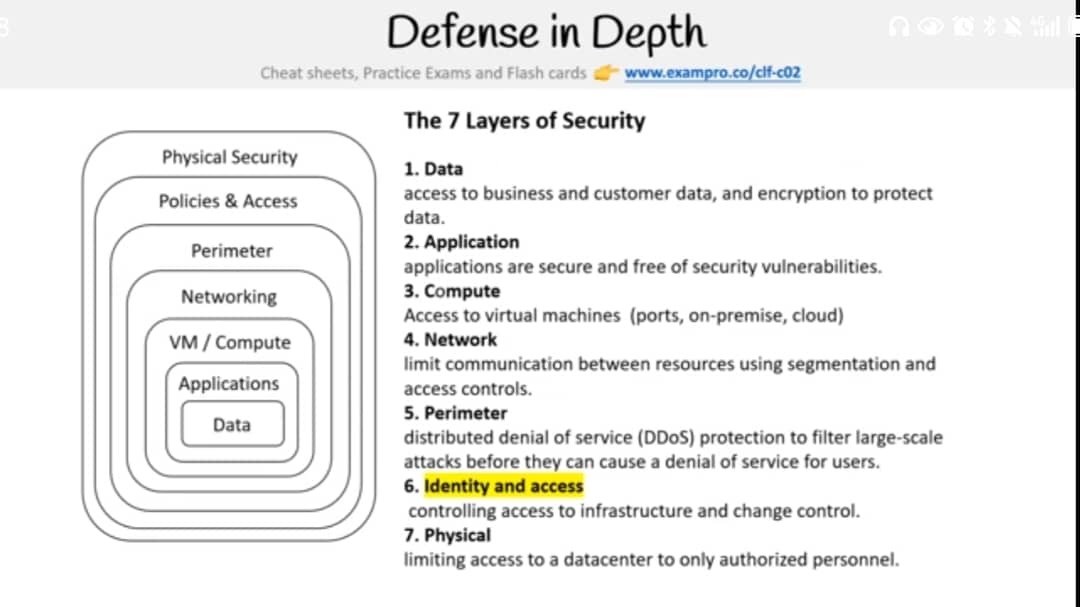 Defense in Depth
Cheat sheets, Practice Exams and Flash cards 👉 www.exampro.co/clf-c02
The 7 Layers of Security
Physical Security
Policies & Access
Perimeter
Networking
VM / Compute
Applications
Data
1. Data
access to business and customer data, and encryption to protect
data.
2. Application
applications are secure and free of security vulnerabilities.
3. Compute
Access to virtual machines (ports, on-premise, cloud)
4. Network
limit communication between resources using segmentation and
access controls.
5. Perimeter
distributed denial of service (DDoS) protection to filter large-scale
attacks before they can cause a denial of service for users.
6. Identity and access
controlling access to infrastructure and change control.
7. Physical
limiting access to a datacenter to only authorized personnel.